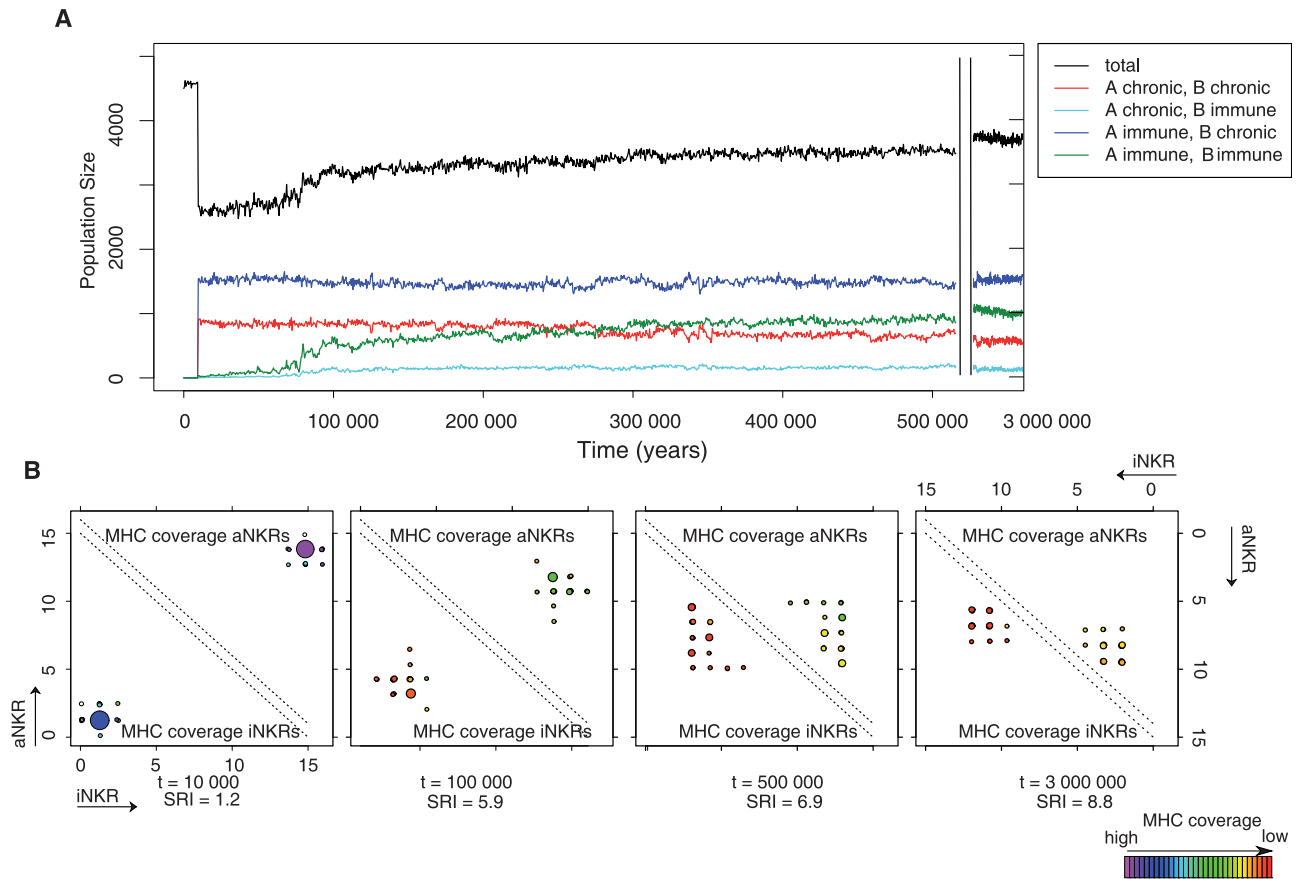 A
Population Size
0
2000
4000
0
100 000
200 000
300 000
400 000
500 000
3 000 000
Time (years)
total
A chronic, B chronic
A chronic, B immune
A immune, B chronic
A immune, B immune
B
iNKR
15
10
5
0
MHC coverage aNKRs
MHC coverage aNKRs
MHC coverage aNKRs
MHC coverage aNKRs
15
10
5
0
aNKR
0
5
10
15
aNKR
MHC coverage iNKRs
MHC coverage iNKRs
MHC coverage iNKRs
MHC coverage iNKRs
0
5
10
15
iNKR
t = 10 000
SRI = 1.2
t = 100 000
SRI = 5.9
t = 500 000
SRI = 6.9
t = 3 000 000
SRI = 8.8
MHC coverage
high
low